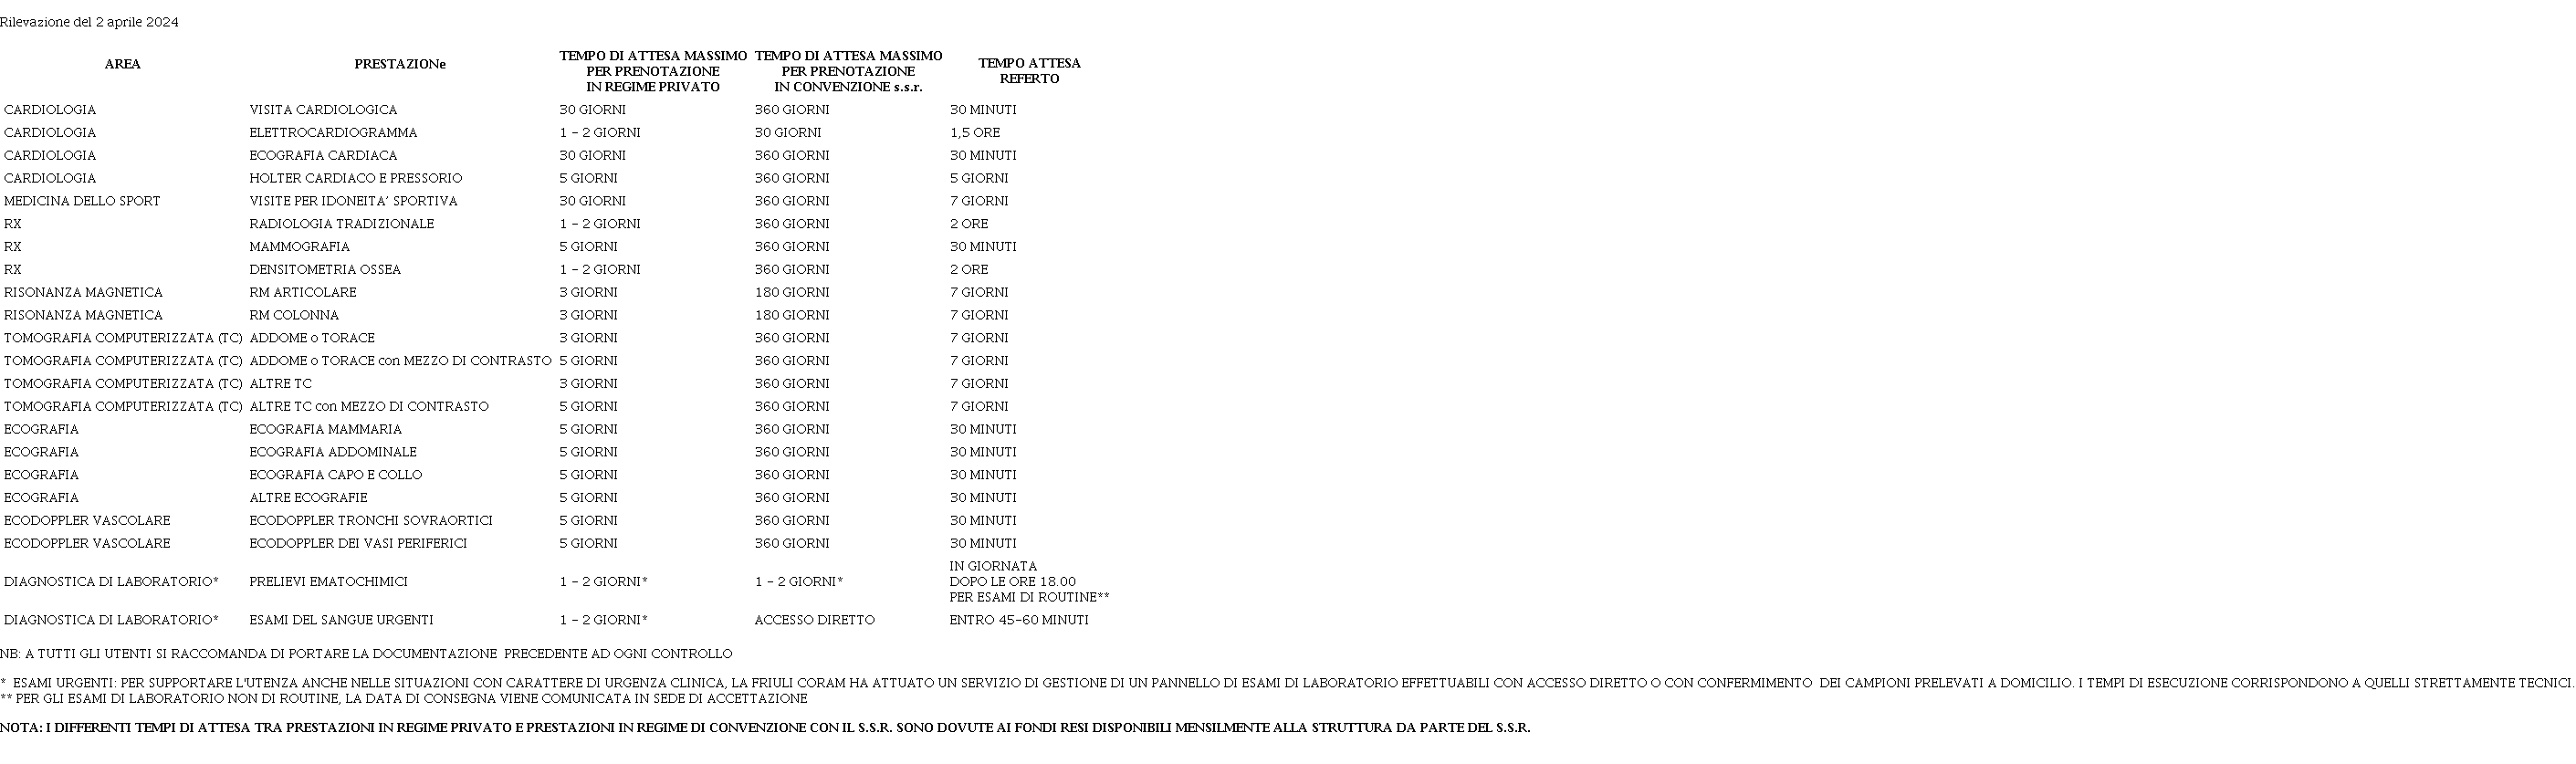 Rilevazione del 2 aprile 2024
AREA PRESTAZIONe TEMPO DI ATTESA MASSIMO PER PRENOTAZIONE IN REGIME PRIVATO TEMPO DI ATTESA MASSIMO PER PRENOTAZIONE IN CONVENZIONE s.s.r. TEMPO ATTESA REFERTO
CARDIOLOGIA VISITA CARDIOLOGICA 30 GIORNI 360 GIORNI 30 MINUTI
CARDIOLOGIA ELETTROCARDIOGRAMMA 1 – 2 GIORNI 30 GIORNI 1,5 ORE
CARDIOLOGIA ECOGRAFIA CARDIACA 30 GIORNI 360 GIORNI 30 MINUTI
CARDIOLOGIA HOLTER CARDIACO E PRESSORIO 5 GIORNI 360 GIORNI 5 GIORNI
MEDICINA DELLO SPORT VISITE PER IDONEITA’ SPORTIVA 30 GIORNI 360 GIORNI 7 GIORNI
RX RADIOLOGIA TRADIZIONALE 1 – 2 GIORNI 360 GIORNI 2 ORE
RX MAMMOGRAFIA 5 GIORNI 360 GIORNI 30 MINUTI
RX DENSITOMETRIA OSSEA 1 – 2 GIORNI 360 GIORNI 2 ORE
RISONANZA MAGNETICA RM ARTICOLARE 3 GIORNI 180 GIORNI 7 GIORNI
RISONANZA MAGNETICA RM COLONNA 3 GIORNI 180 GIORNI 7 GIORNI
TOMOGRAFIA COMPUTERIZZATA (TC) ADDOME o TORACE 3 GIORNI 360 GIORNI 7 GIORNI
TOMOGRAFIA COMPUTERIZZATA (TC) ADDOME o TORACE con MEZZO DI CONTRASTO 5 GIORNI 360 GIORNI 7 GIORNI
TOMOGRAFIA COMPUTERIZZATA (TC) ALTRE TC 3 GIORNI 360 GIORNI 7 GIORNI
TOMOGRAFIA COMPUTERIZZATA (TC) ALTRE TC con MEZZO DI CONTRASTO 5 GIORNI 360 GIORNI 7 GIORNI
ECOGRAFIA ECOGRAFIA MAMMARIA 5 GIORNI 360 GIORNI 30 MINUTI
ECOGRAFIA ECOGRAFIA ADDOMINALE 5 GIORNI 360 GIORNI 30 MINUTI
ECOGRAFIA ECOGRAFIA CAPO E COLLO 5 GIORNI 360 GIORNI 30 MINUTI
ECOGRAFIA ALTRE ECOGRAFIE 5 GIORNI 360 GIORNI 30 MINUTI
ECODOPPLER VASCOLARE ECODOPPLER TRONCHI SOVRAORTICI 5 GIORNI 360 GIORNI 30 MINUTI
ECODOPPLER VASCOLARE ECODOPPLER DEI VASI PERIFERICI 5 GIORNI 360 GIORNI 30 MINUTI
DIAGNOSTICA DI LABORATORIO* PRELIEVI EMATOCHIMICI 1 – 2 GIORNI* 1 – 2 GIORNI* IN GIORNATA DOPO LE ORE 18.00 PER ESAMI DI ROUTINE**
DIAGNOSTICA DI LABORATORIO* ESAMI DEL SANGUE URGENTI 1 – 2 GIORNI* ACCESSO DIRETTO ENTRO 45–60 MINUTI
NB: A TUTTI GLI UTENTI SI RACCOMANDA DI PORTARE LA DOCUMENTAZIONE PRECEDENTE AD OGNI CONTROLLO
* ESAMI URGENTI: PER SUPPORTARE L'UTENZA ANCHE NELLE SITUAZIONI CON CARATTERE DI URGENZA CLINICA, LA FRIULI CORAM HA ATTUATO UN SERVIZIO DI GESTIONE DI UN PANNELLO DI ESAMI DI LABORATORIO EFFETTUABILI CON ACCESSO DIRETTO O CON CONFERMIMENTO DEI CAMPIONI PRELEVATI A DOMICILIO. I TEMPI DI ESECUZIONE CORRISPONDONO A QUELLI STRETTAMENTE TECNICI.
** PER GLI ESAMI DI LABORATORIO NON DI ROUTINE, LA DATA DI CONSEGNA VIENE COMUNICATA IN SEDE DI ACCETTAZIONE
NOTA: I DIFFERENTI TEMPI DI ATTESA TRA PRESTAZIONI IN REGIME PRIVATO E PRESTAZIONI IN REGIME DI CONVENZIONE CON IL S.S.R. SONO DOVUTE AI FONDI RESI DISPONIBILI MENSILMENTE ALLA STRUTTURA DA PARTE DEL S.S.R.